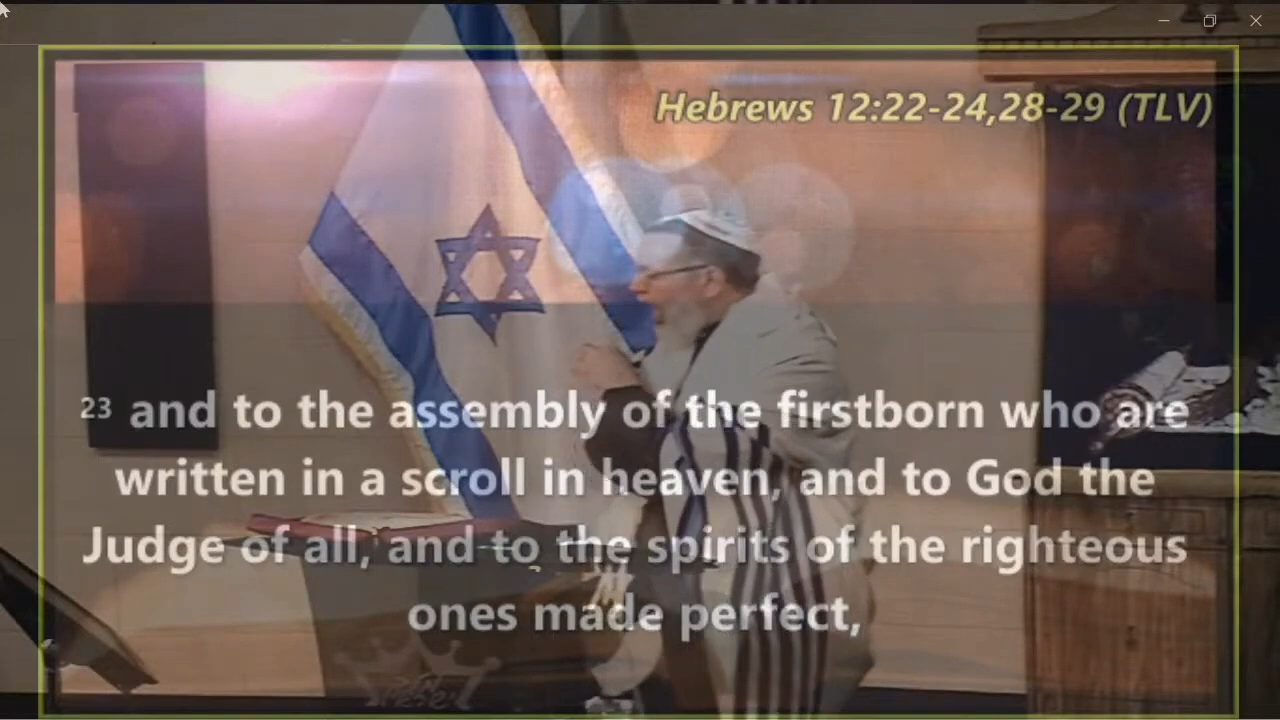 Hebrews 12:22-24,28-29 (TLV)
23 and to the assembly of the firstborn who are
written in a scroll in heaven, and to God the
Judge of all, and to the spirits of the righteous
ones made perfect,